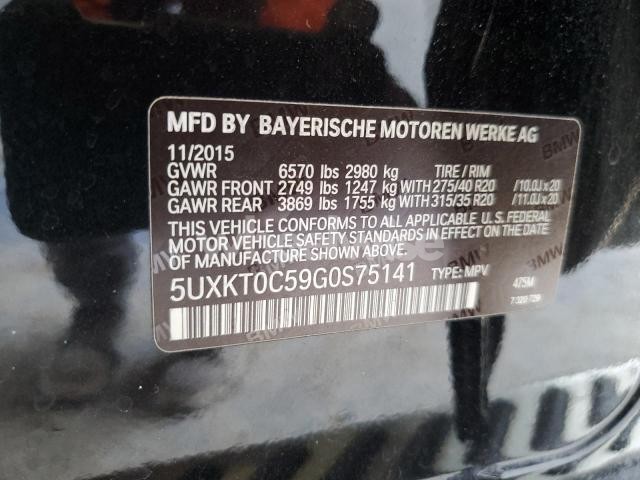 MFD BY BAYERISCHE MOTOREN WERKE AG
11/2015
GVWR 6570 lbs 2980 kg TIRE / RIM
GAWR FRONT 2749 lbs 1247 kg WITH 275/40 R20 /10.0J x 20
GAWR REAR 3869 lbs 1755 kg WITH 315/35 R20 /11.0J x 20
THIS VEHICLE CONFORMS TO ALL APPLICABLE U.S. FEDERAL
MOTOR VEHICLE SAFETY STANDARDS IN EFFECT ON THE DATE
OF MANUFACTURE SHOWN ABOVE.
5UXKT0C59G0S75141 TYPE: MPV 475M
7 320 729